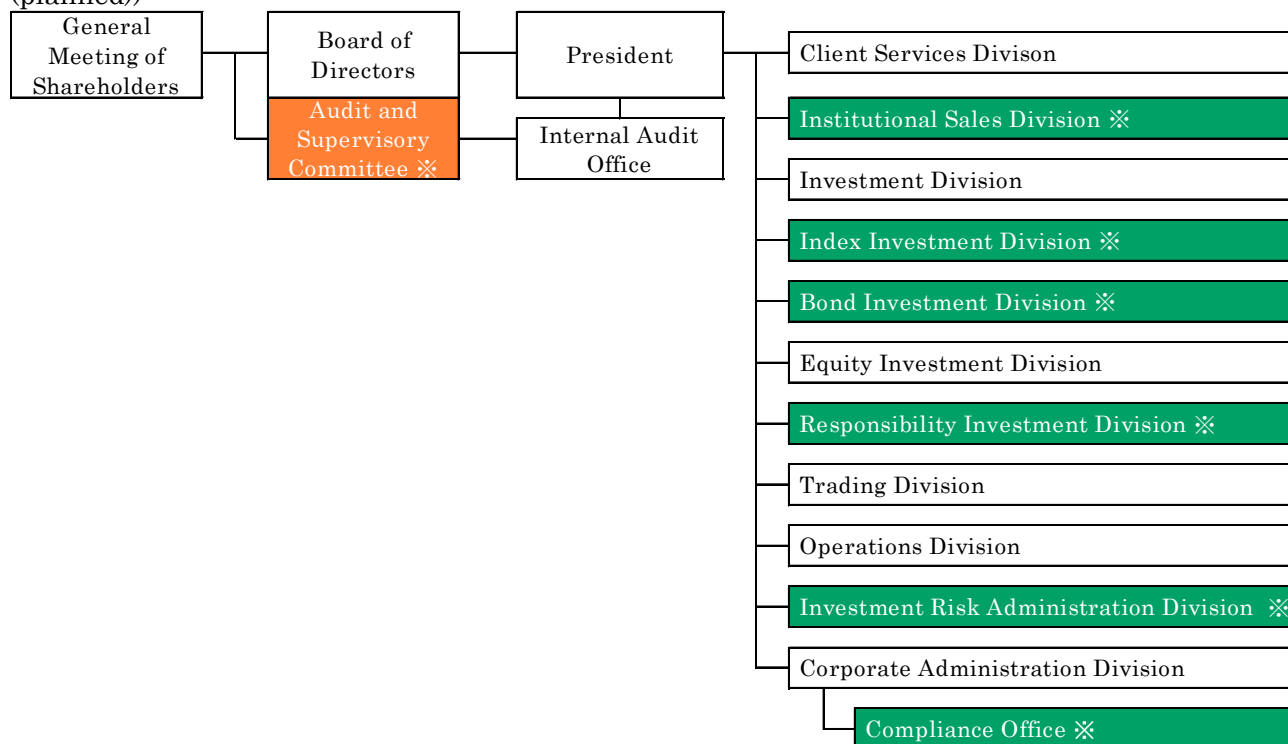 (planned))
General
Meeting of
Shareholders
Board of
Directors
Audit and
Supervisory
Committee ※
President
Internal Audit
Office
Client Services Divison
Institutional Sales Division ※
Investment Division
Index Investment Division ※
Bond Investment Division ※
Equity Investment Division
Responsibility Investment Division ※
Trading Division
Operations Division
Investment Risk Administration Division ※
Corporate Administration Division
Compliance Office ※